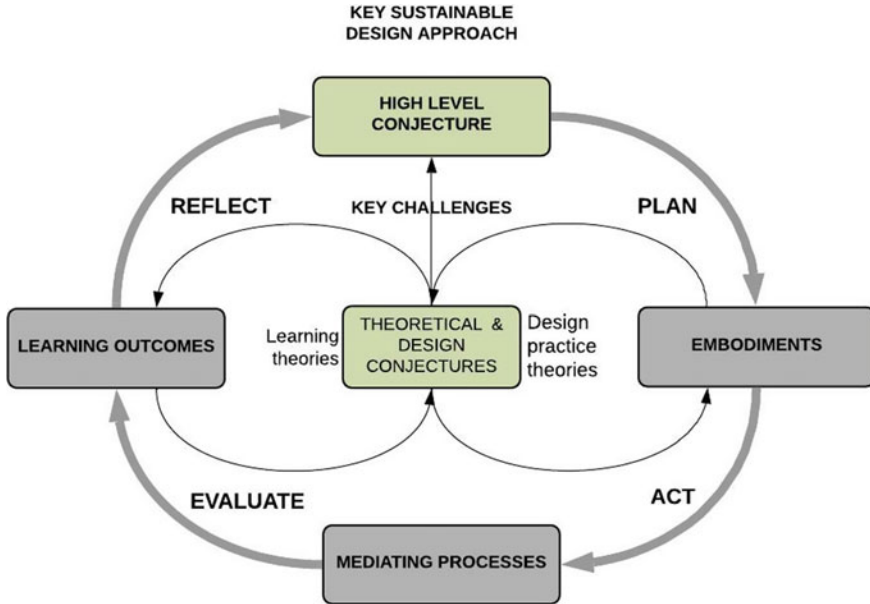 KEY SUSTAINABLE
DESIGN APPROACH
HIGH LEVEL
CONJECTURE
REFLECT
KEY CHALLENGES
PLAN
LEARNING OUTCOMES
Learning
theories
THEORETICAL & 
DESIGN
CONJECTURES
Design
practice
theories
EMBODIMENTS
EVALUATE
ACT
MEDIATING PROCESSES